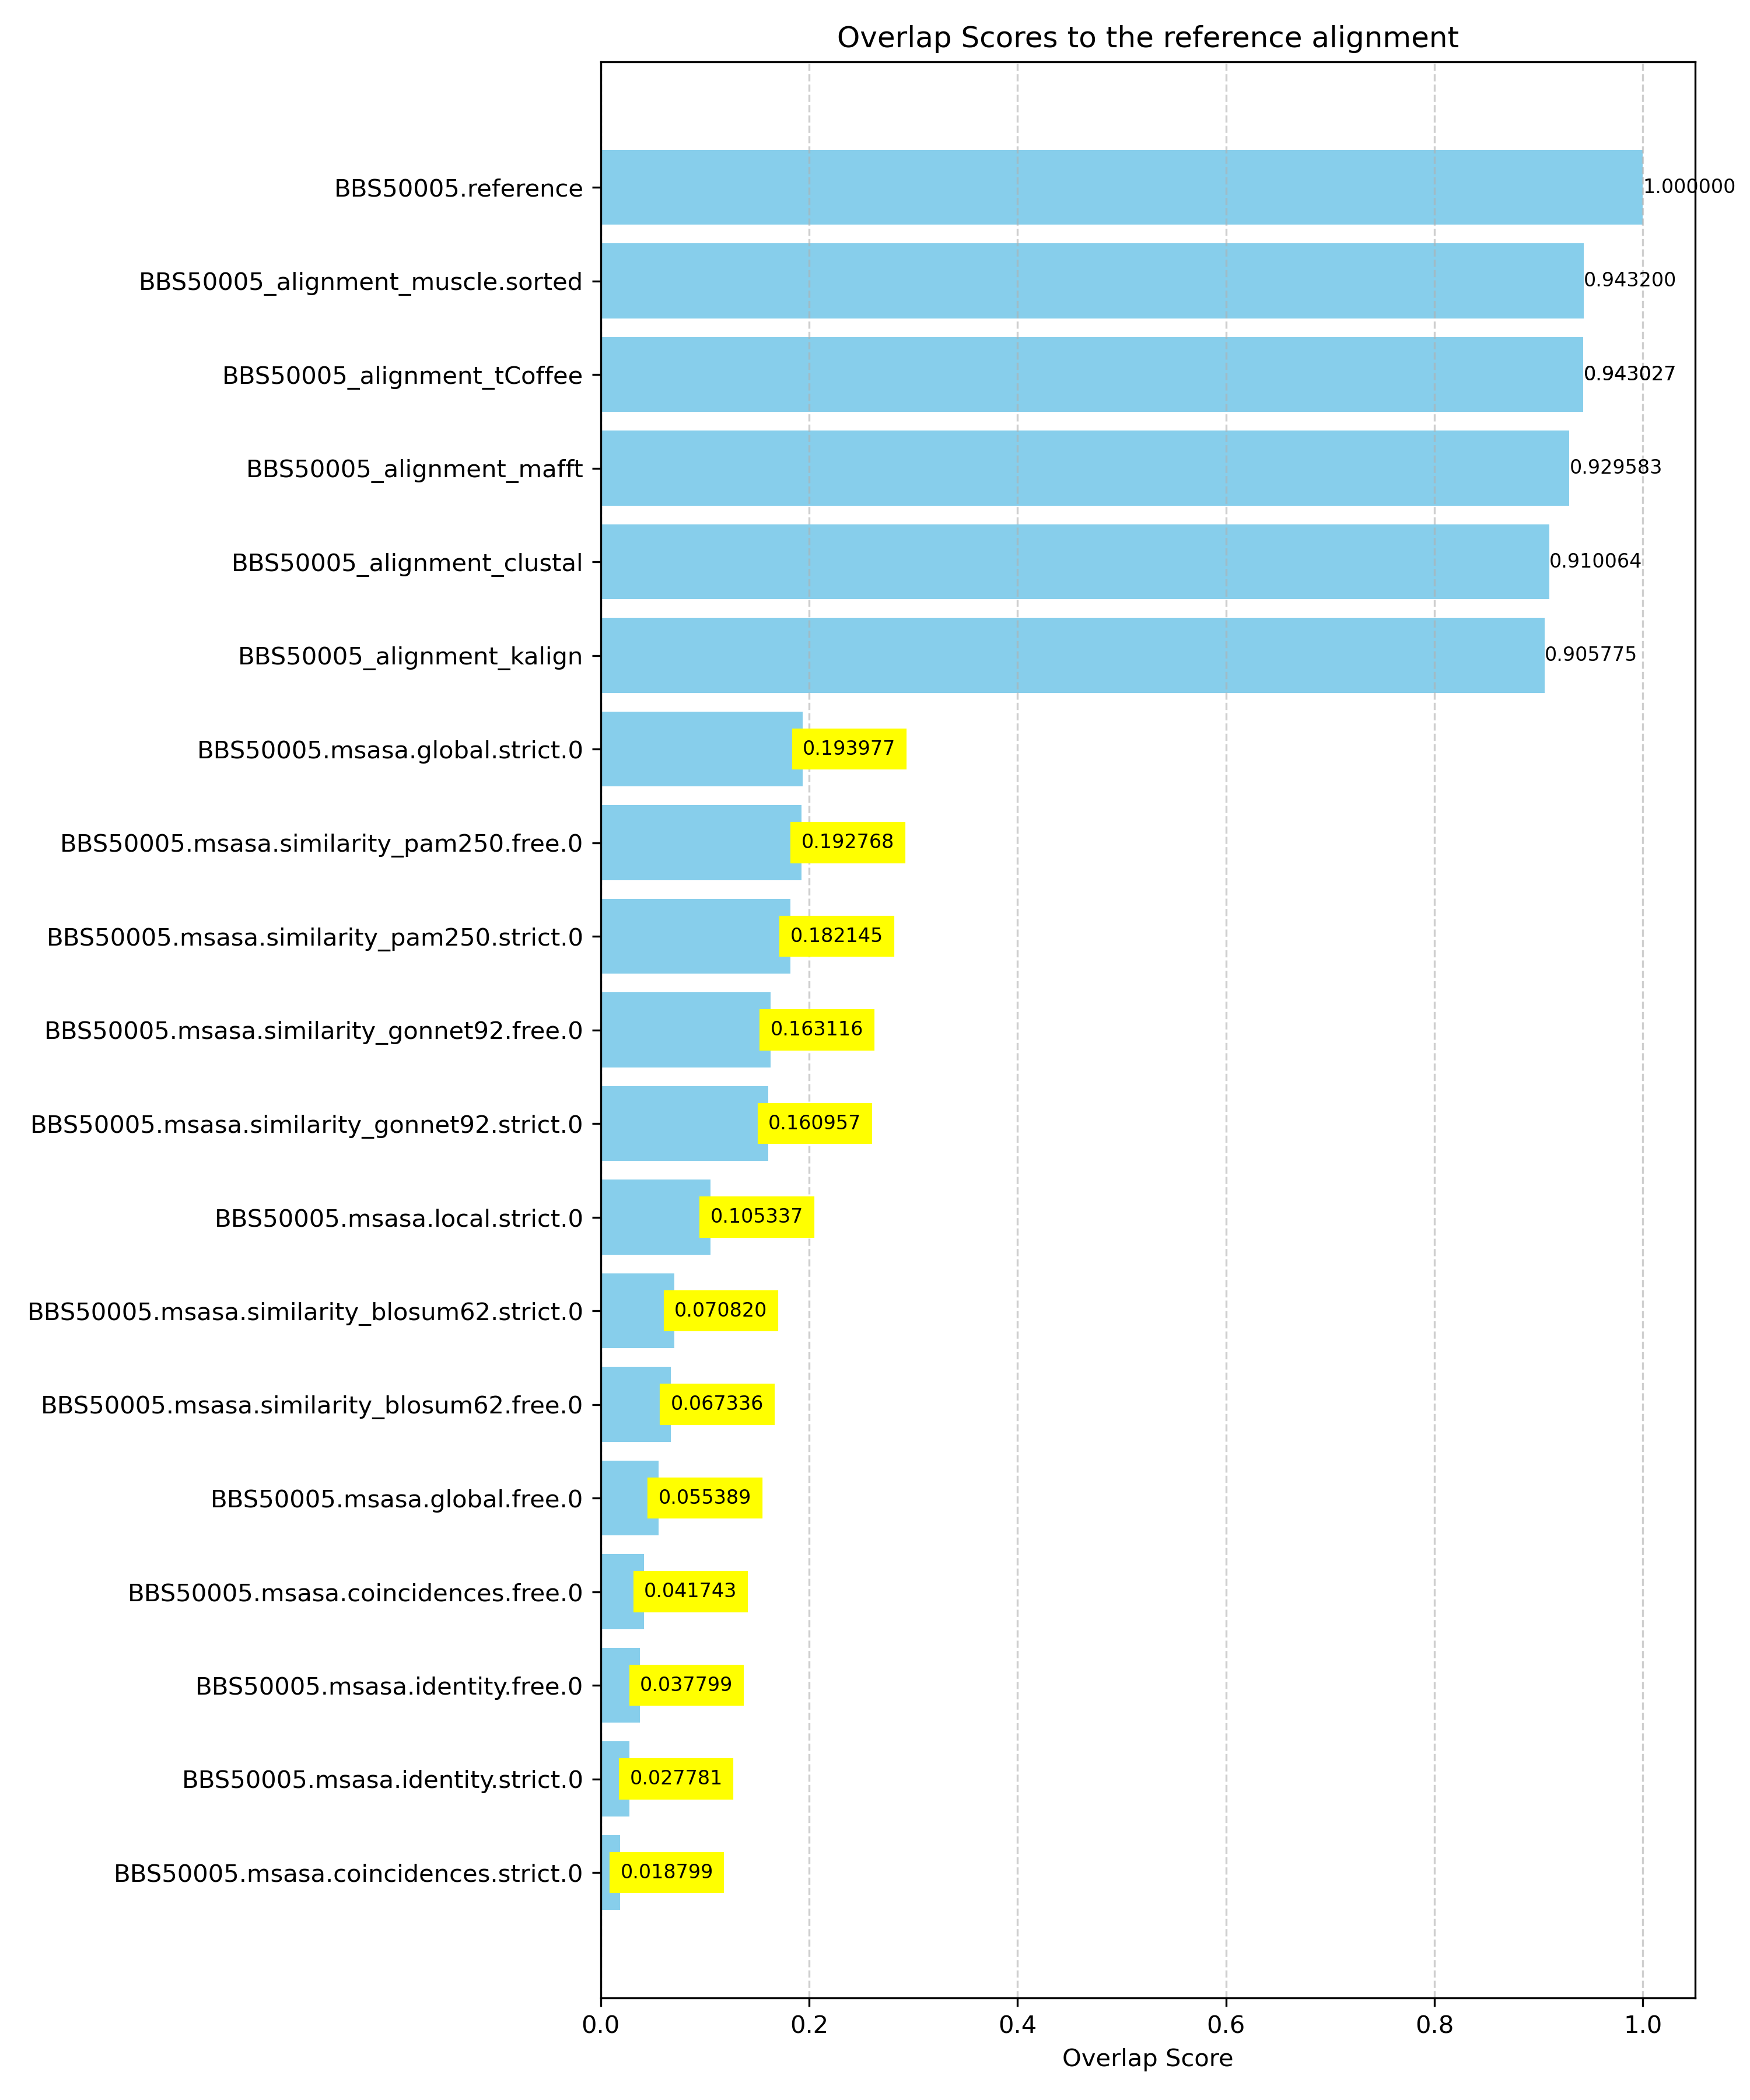 Overlap Scores to the reference alignment
BBS50005.reference 1.000000
BBS50005_alignment_muscle.sorted 0.943200
BBS50005_alignment_tCoffee 0.943027
BBS50005_alignment_mafft 0.929583
BBS50005_alignment_clustal 0.910064
BBS50005_alignment_kalign 0.905775
BBS50005.msasa.global.strict.0 0.193977
BBS50005.msasa.similarity_pam250.free.0 0.192768
BBS50005.msasa.similarity_pam250.strict.0 0.182145
BBS50005.msasa.similarity_gonnet92.free.0 0.163116
BBS50005.msasa.similarity_gonnet92.strict.0 0.160957
BBS50005.msasa.local.strict.0 0.105337
BBS50005.msasa.similarity_blosum62.strict.0 0.070820
BBS50005.msasa.similarity_blosum62.free.0 0.067336
BBS50005.msasa.global.free.0 0.055389
BBS50005.msasa.coincidences.free.0 0.041743
BBS50005.msasa.identity.free.0 0.037799
BBS50005.msasa.identity.strict.0 0.027781
BBS50005.msasa.coincidences.strict.0 0.018799
0.0 0.2 0.4 0.6 0.8 1.0
Overlap Score